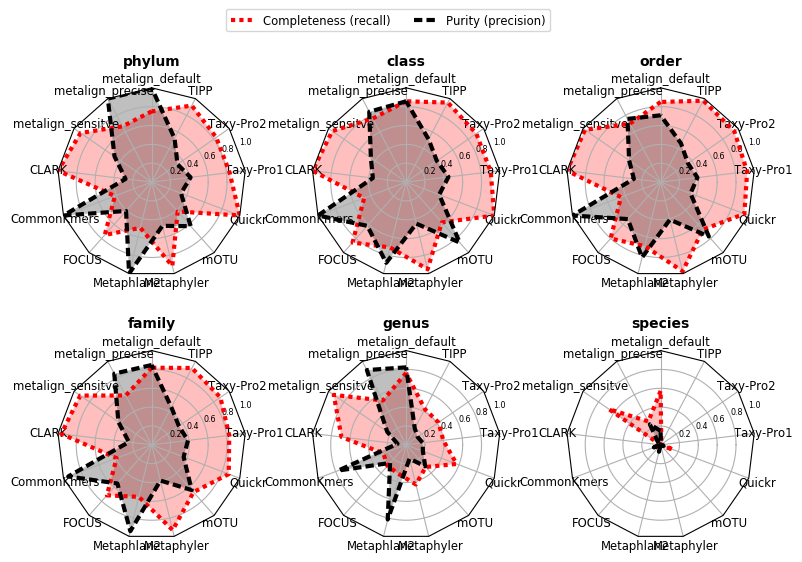 Completeness (recall) Purity (precision)
phylum
metalign_default
metalign_precise TIPP
metalign_sensitve Taxy-Pro2
CLARK Taxy-Pro1
CommonKmers Quickr
FOCUS mOTU
Metaphlan2 Metaphyler
0.2 0.4 0.6 0.8 1.0
class
metalign_default
metalign_precise TIPP
metalign_sensitve Taxy-Pro2
CLARK Taxy-Pro1
CommonKmers Quickr
FOCUS mOTU
Metaphlan2 Metaphyler
0.2 0.4 0.6 0.8 1.0
order
metalign_default
metalign_precise TIPP
metalign_sensitve Taxy-Pro2
CLARK Taxy-Pro1
CommonKmers Quickr
FOCUS mOTU
Metaphlan2 Metaphyler
0.2 0.4 0.6 0.8 1.0
family
metalign_default
metalign_precise TIPP
metalign_sensitve Taxy-Pro2
CLARK Taxy-Pro1
CommonKmers Quickr
FOCUS mOTU
Metaphlan2 Metaphyler
0.2 0.4 0.6 0.8 1.0
genus
metalign_default
metalign_precise TIPP
metalign_sensitve Taxy-Pro2
CLARK Taxy-Pro1
CommonKmers Quickr
FOCUS mOTU
Metaphlan2 Metaphyler
0.2 0.4 0.6 0.8 1.0
species
metalign_default
metalign_precise TIPP
metalign_sensitve Taxy-Pro2
CLARK Taxy-Pro1
CommonKmers Quickr
FOCUS mOTU
Metaphlan2 Metaphyler
0.2 0.4 0.6 0.8 1.0